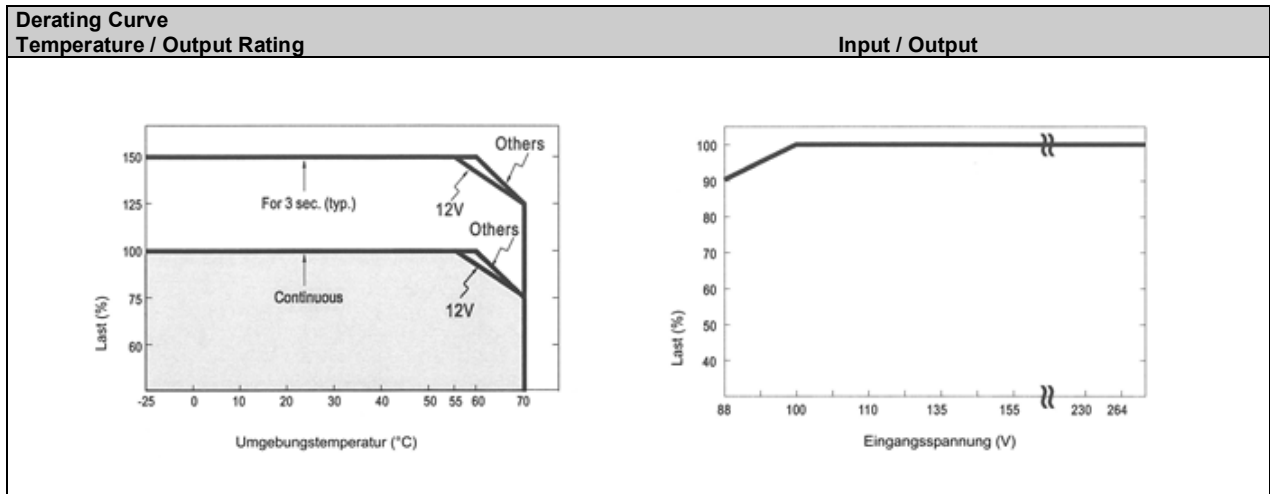 Derating Curve
Temperature / Output Rating Input / Output
150
125
100
75
60
Last (%)
Others
For 3 sec. (typ.)
12V
Others
Continuous
12V
-25 0 10 20 30 40 50 55 60 70
Umgebungstemperatur (°C)
100
90
80
70
60
50
40
Last (%)
88 100 110 135 155 230 264
Eingangsspannung (V)